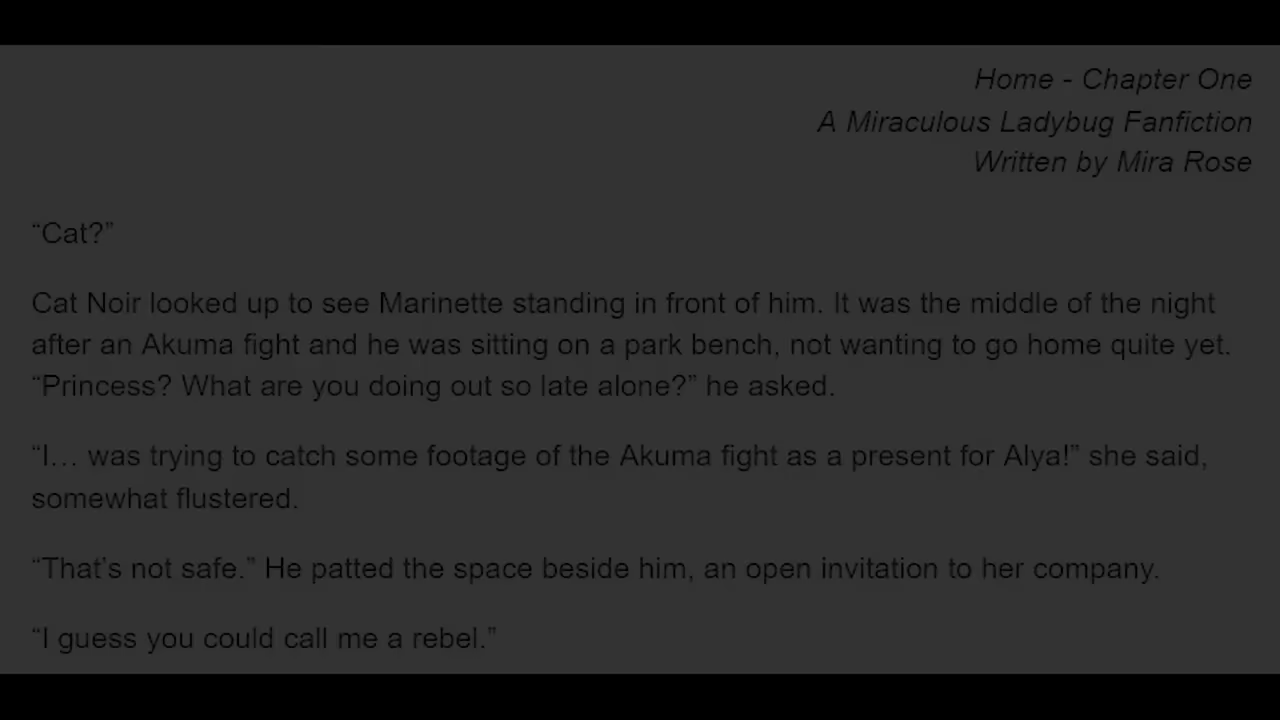 Home - Chapter One
A Miraculous Ladybug Fanfiction
Written by Mira Rose
“Cat?”
Cat Noir looked up to see Marinette standing in front of him. It was the middle of the night
after an Akuma fight and he was sitting on a park bench, not wanting to go home quite yet.
“Princess? What are you doing out so late alone?” he asked.
“I… was trying to catch some footage of the Akuma fight as a present for Alya!” she said,
somewhat flustered.
“That’s not safe.” He patted the space beside him, an open invitation to her company.
“I guess you could call me a rebel.”